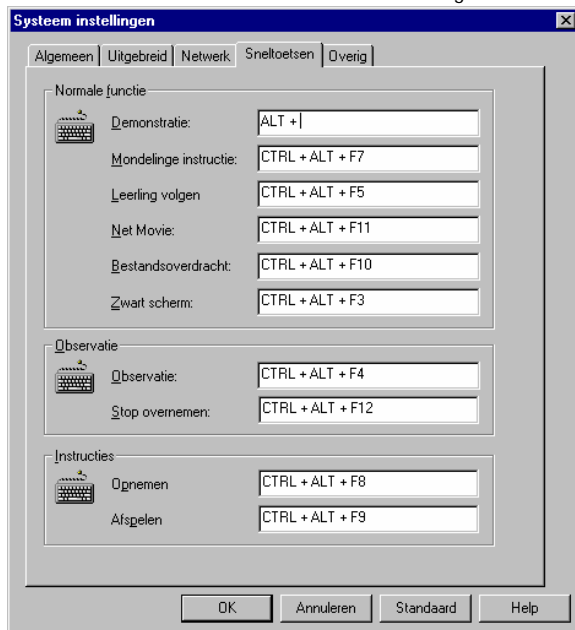 Systeem instellingen
Algemeen Uitgebreid Netwerk Sneltoetsen Overig
Normale functie
Demonstratie: ALT +
Mondelinge instructie: CTRL + ALT + F7
Leerling volgen CTRL + ALT + F5
Net Movie: CTRL + ALT + F11
Bestandsoverdracht: CTRL + ALT + F10
Zwart scherm: CTRL + ALT + F3
Observatie
Observatie: CTRL + ALT + F4
Stop overnemen: CTRL + ALT + F12
Instructies
Opnemen CTRL + ALT + F8
Afspelen CTRL + ALT + F9
OK Annuleren Standaard Help